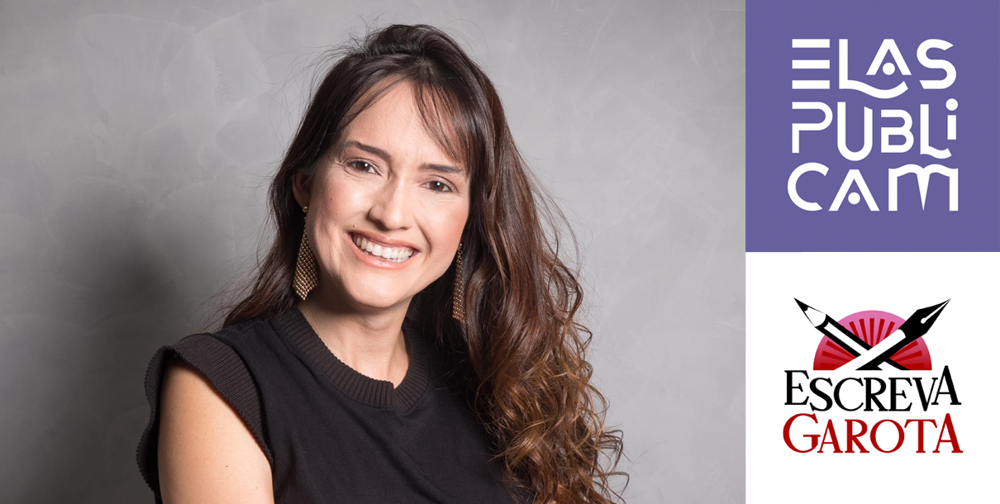 ELAS
PUBLI
CAM
ESCREVA
GAROTA